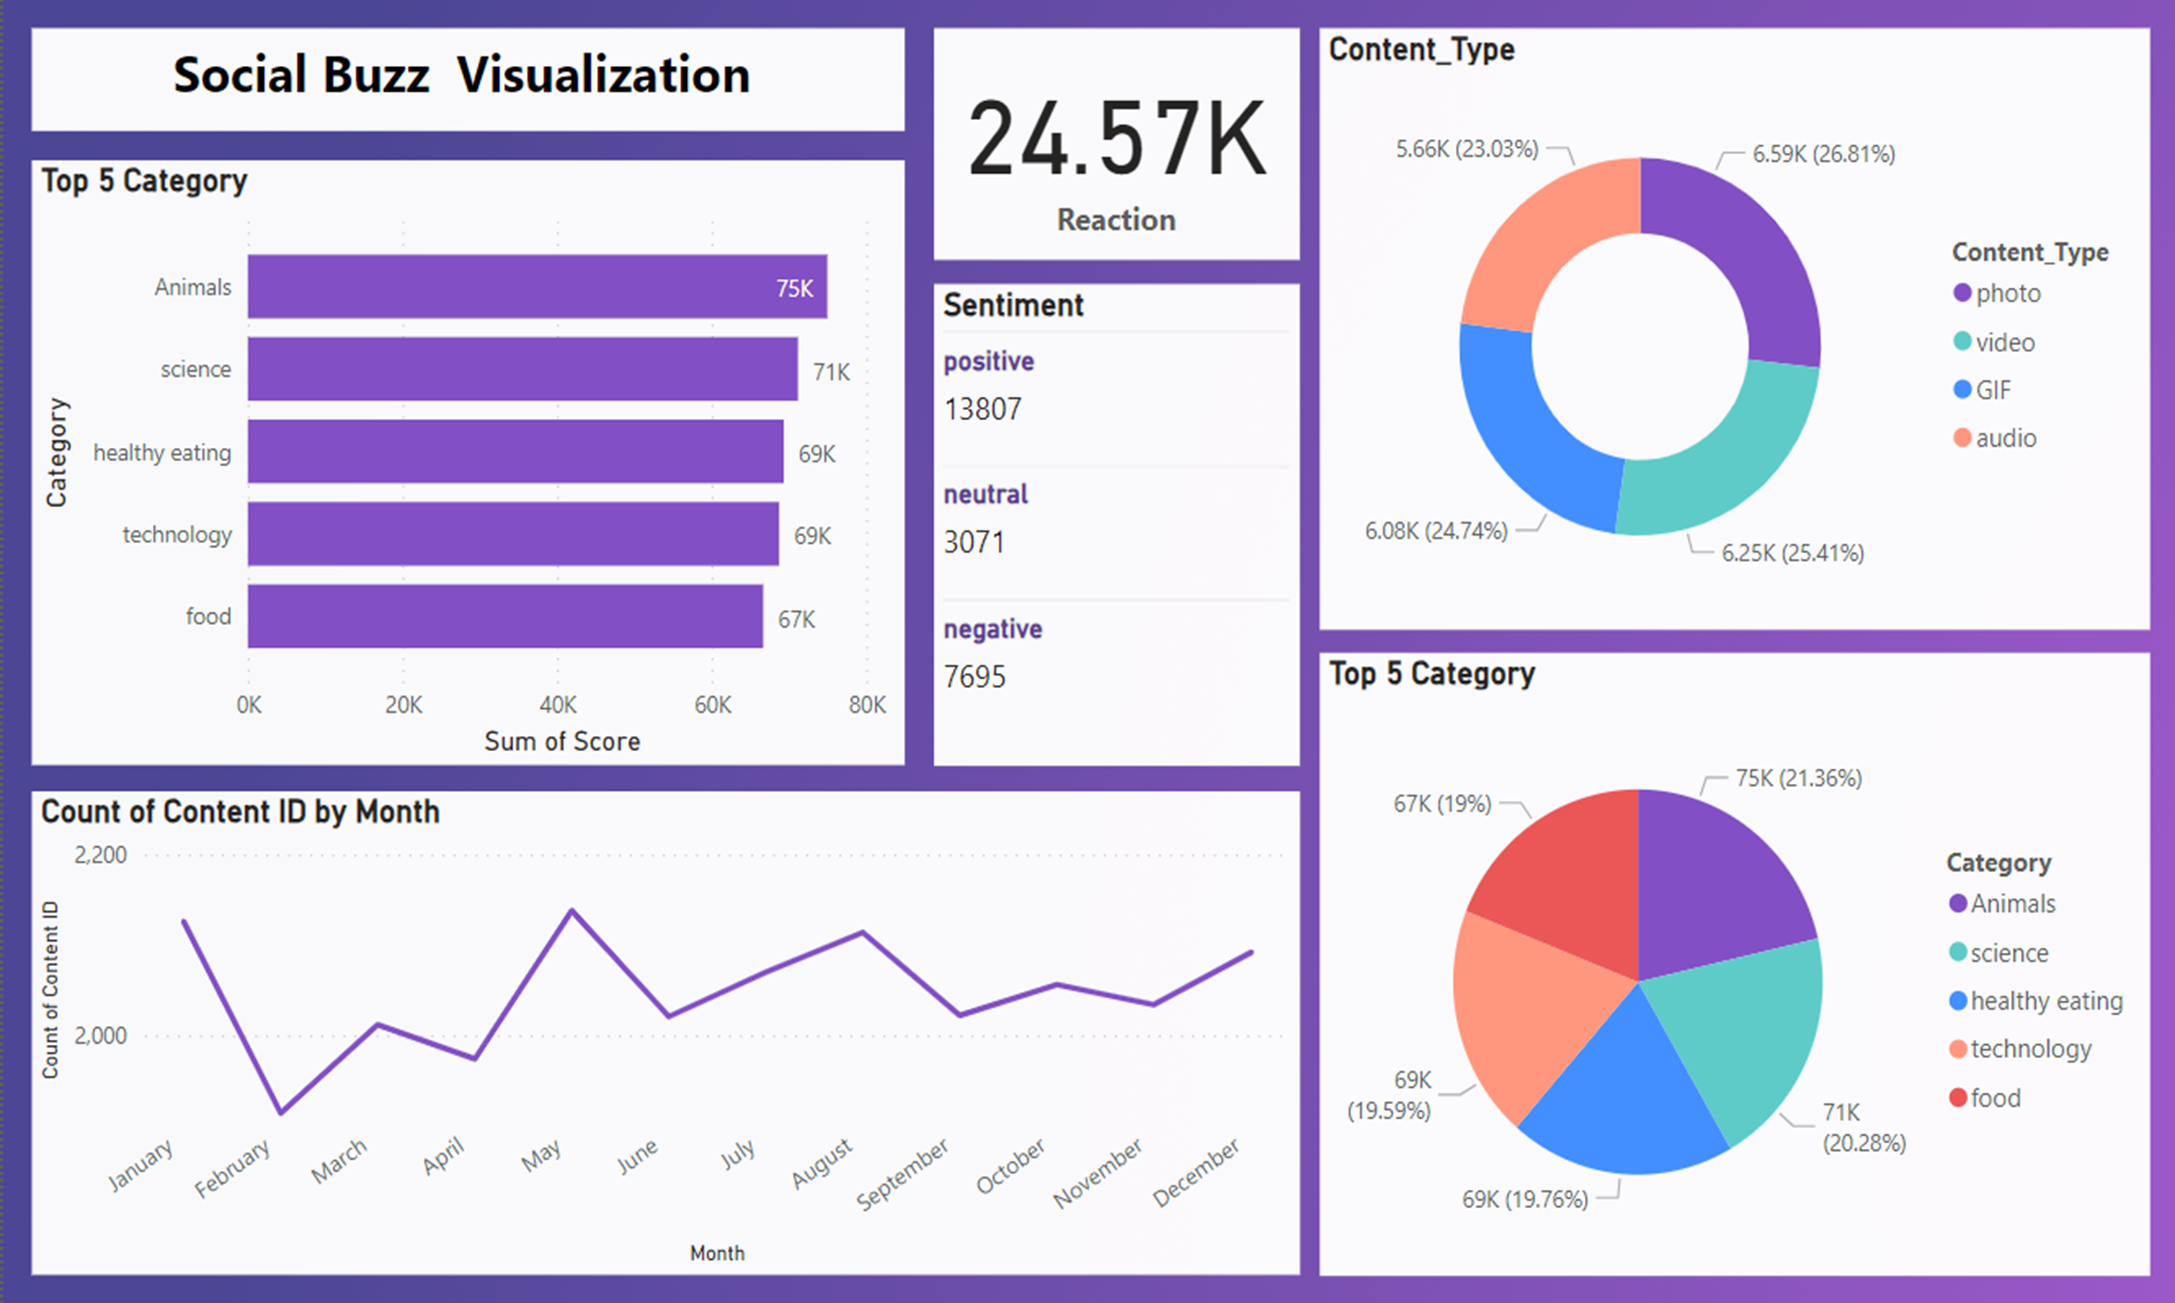 Social Buzz  Visualization
Top 5 Category
Category
Animals
75K
science
71K
healthy eating
69K
technology
69K
food
67K
0K 20K 40K 60K 80K
Sum of Score
24.57K
Reaction
Sentiment
positive
13807
neutral
3071
negative
7695
Content_Type
5.66K (23.03%)
6.59K (26.81%)
6.08K (24.74%)
6.25K (25.41%)
Content_Type
photo
video
GIF
audio
Count of Content ID by Month
Count of Content ID
2,200
2,000
January February March April May June July August September October November December
Month
Top 5 Category
75K (21.36%)
67K (19%)
69K
(19.59%)
71K
(20.28%)
69K (19.76%)
Category
Animals
science
healthy eating
technology
food